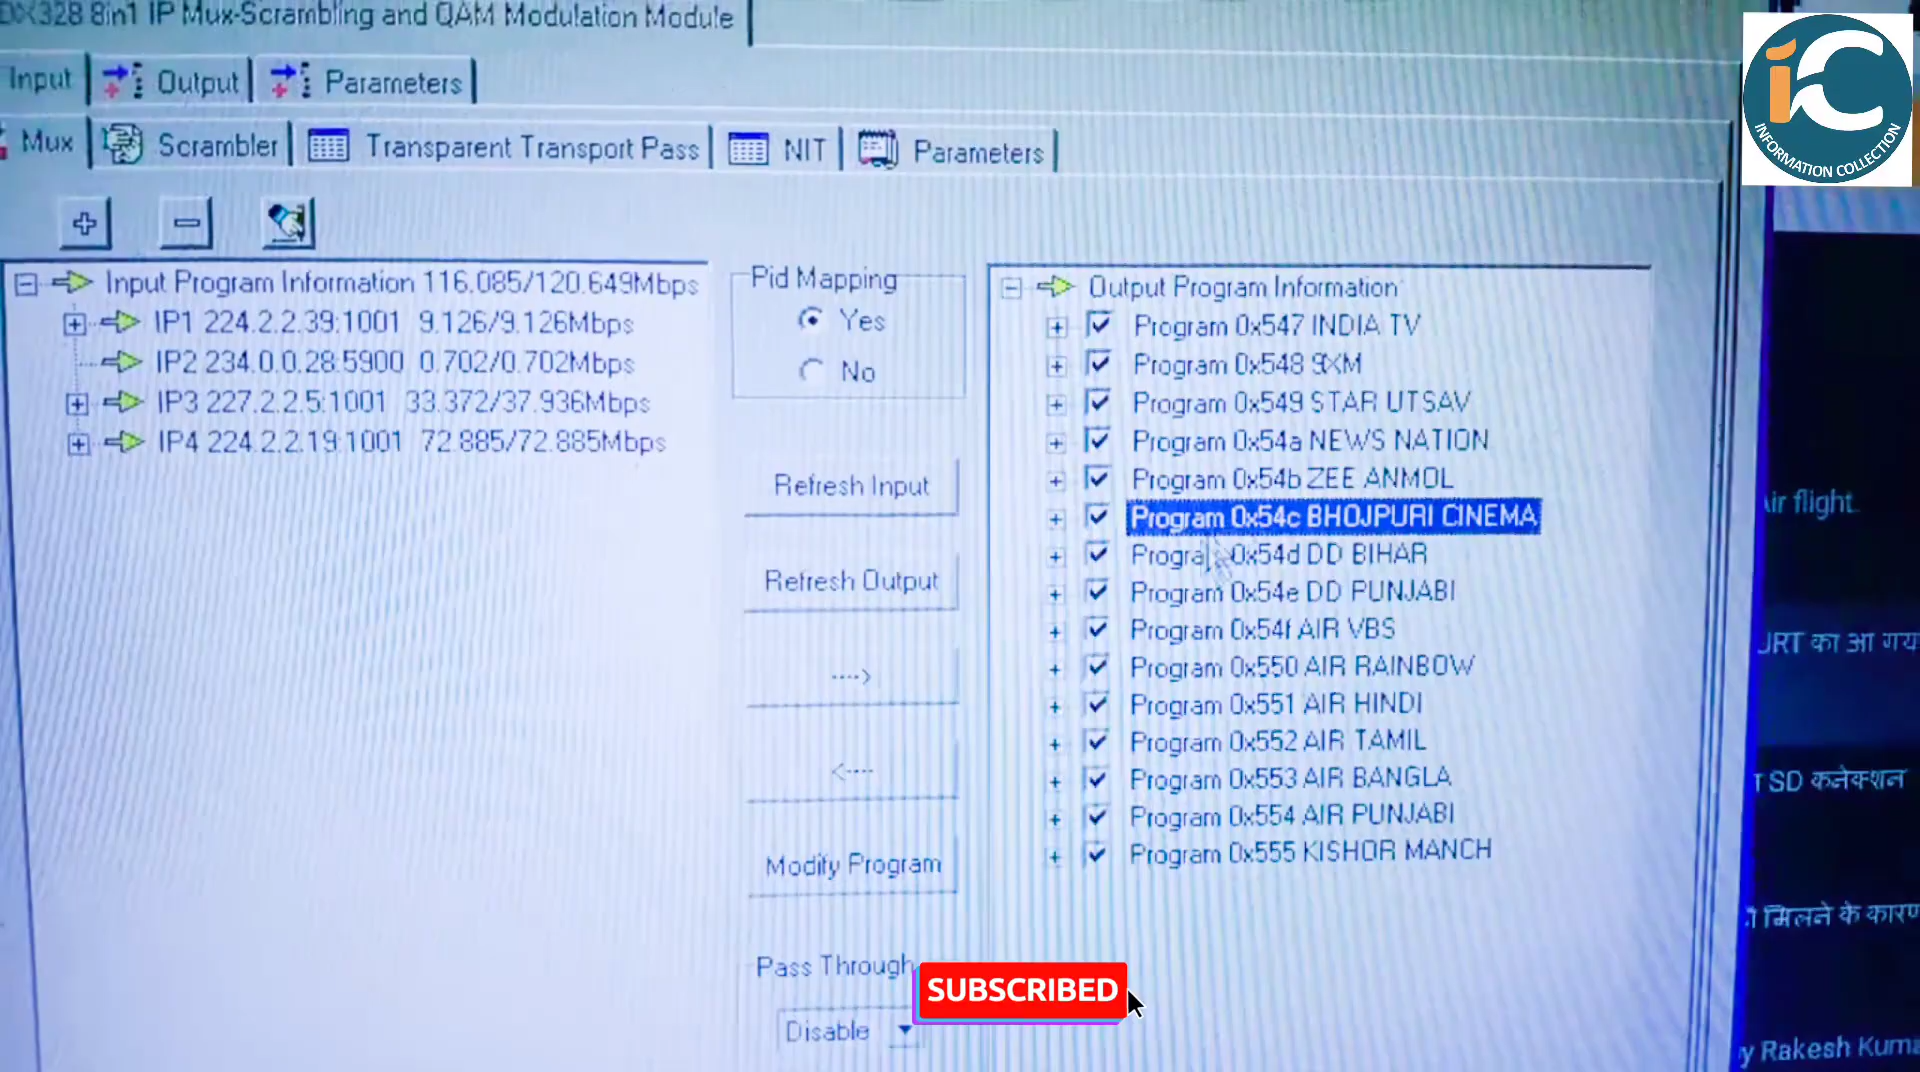 DX328 8in1 IP Mux-Scrambling and QAM Modulation Module
Input Output Parameters
Mux Scrambler Transparent Transport Pass NIT Parameters
Input Program Information 116.085/120.649Mbps
IP1 224.2.2.39:1001 9.126/9.126Mbps
IP2 234.0.0.28:5900 0.702/0.702Mbps
IP3 227.2.2.5:1001 33.372/37.936Mbps
IP4 224.2.2.19:1001 72.885/72.885Mbps
Pid Mapping
Yes
No
Refresh Input
Refresh Output
---->
<----
Modify Program
Pass Through
Disable
Output Program Information
Program 0x547 INDIA TV
Program 0x548 9XM
Program 0x549 STAR UTSAV
Program 0x54a NEWS NATION
Program 0x54b ZEE ANMOL
Program 0x54c BHOJPURI CINEMA
Program 0x54d DD BIHAR
Program 0x54e DD PUNJABI
Program 0x54f AIR VBS
Program 0x550 AIR RAINBOW
Program 0x551 AIR HINDI
Program 0x552 AIR TAMIL
Program 0x553 AIR BANGLA
Program 0x554 AIR PUNJABI
Program 0x555 KISHOR MANCH
SUBSCRIBED
iC
INFORMATION COLLECTION
flight.
का आ
SD कनेक्शन
मिलने के कारण
Rakesh